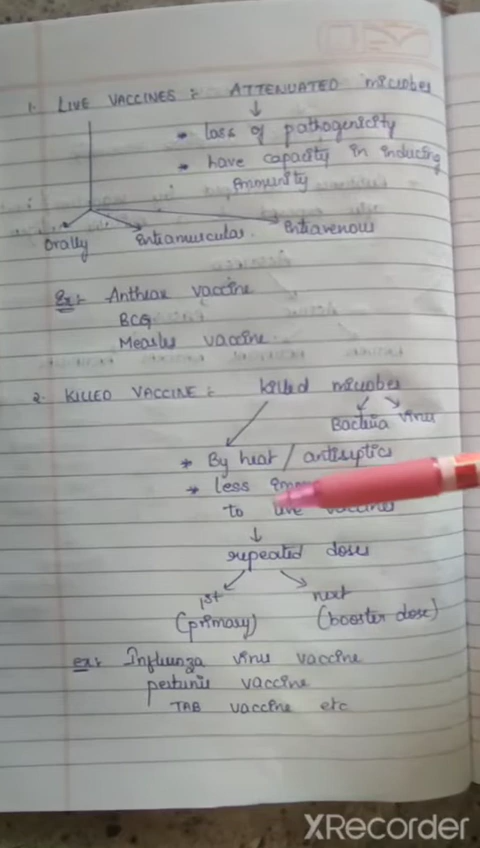 1. LIVE VACCINES :- ATTENUATED microbes
* loss of pathogenicity
* have capacity in inducing
immunity
Orally Intramuscular Intravenous
Ex:- Anthrax vaccine
BCG
Measles vaccine
2. KILLED VACCINE :- killed microbes
Bacteria virus
* By heat / antiseptics
* less
to live vaccines
repeated doses
1st next
(primary) (booster dose)
ex:- Influenza virus vaccine
pertusis vaccine
TAB vaccine etc
XRecorder